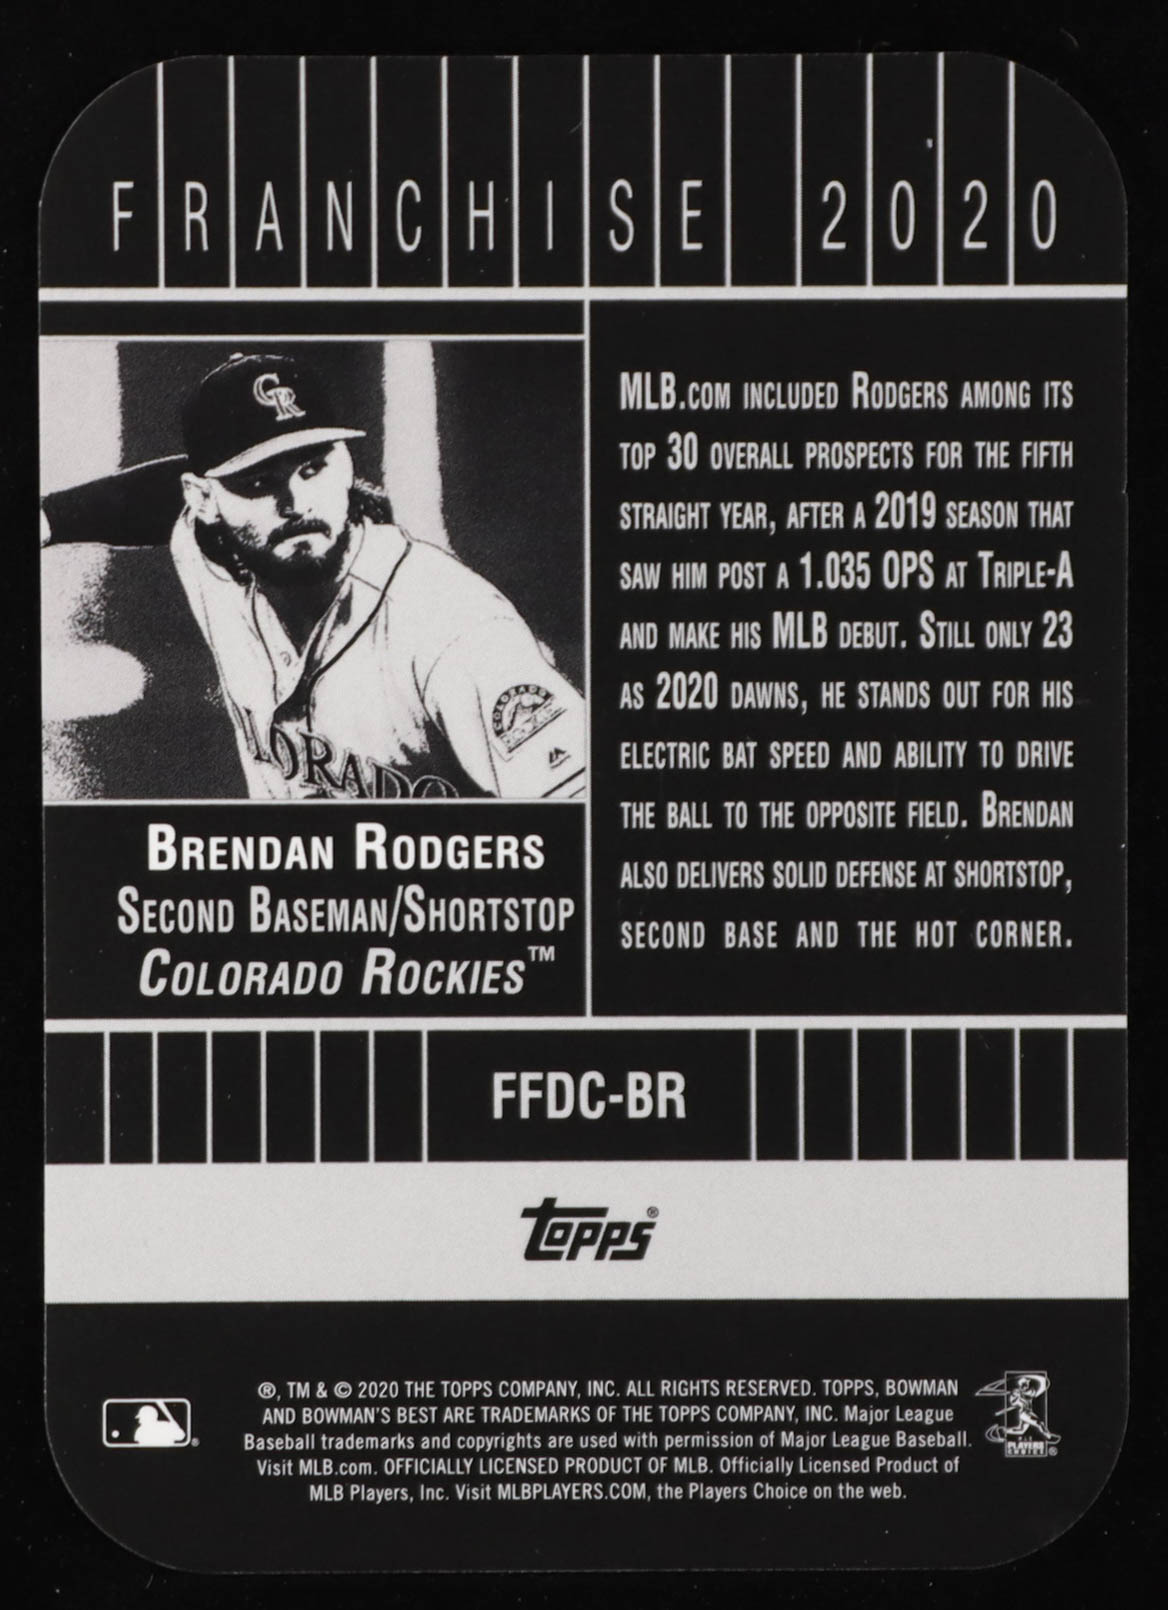 FRANCHISE 2020
CR
COLORADO
LORADO
BRENDAN RODGERS
SECOND BASEMAN/SHORTSTOP
COLORADO ROCKIES™
MLB.COM INCLUDED RODGERS AMONG ITS
TOP 30 OVERALL PROSPECTS FOR THE FIFTH
STRAIGHT YEAR, AFTER A 2019 SEASON THAT
SAW HIM POST A 1.035 OPS AT TRIPLE-A
AND MAKE HIS MLB DEBUT. STILL ONLY 23
AS 2020 DAWNS, HE STANDS OUT FOR HIS
ELECTRIC BAT SPEED AND ABILITY TO DRIVE
THE BALL TO THE OPPOSITE FIELD. BRENDAN
ALSO DELIVERS SOLID DEFENSE AT SHORTSTOP,
SECOND BASE AND THE HOT CORNER.
FFDC-BR
topps®
®, TM & © 2020 THE TOPPS COMPANY, INC. ALL RIGHTS RESERVED. TOPPS, BOWMAN
AND BOWMAN'S BEST ARE TRADEMARKS OF THE TOPPS COMPANY, INC. Major League
Baseball trademarks and copyrights are used with permission of Major League Baseball.
Visit MLB.com. OFFICIALLY LICENSED PRODUCT OF MLB. Officially Licensed Product of
MLB Players, Inc. Visit MLBPLAYERS.COM, the Players Choice on the web.
®
PLAYERS
CHOICE ®